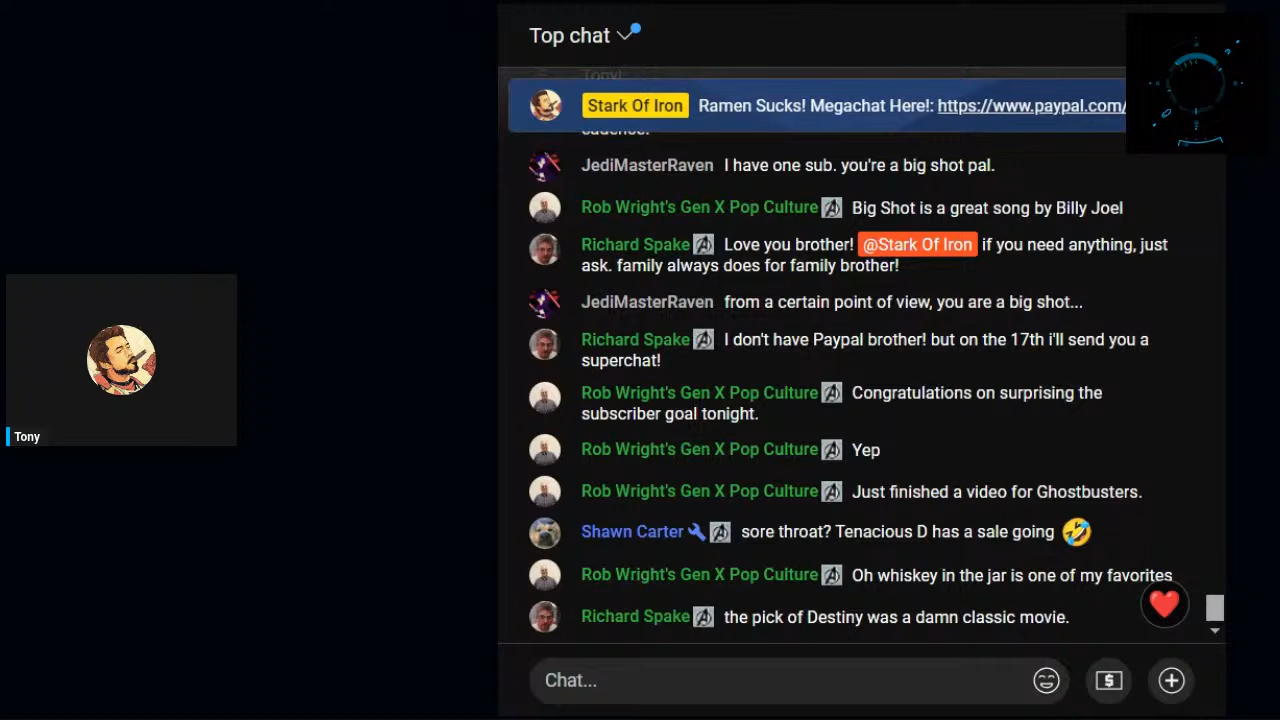 Top chat
Tony!
Stark Of Iron Ramen Sucks! Megachat Here!: https://www.paypal.com/
cadence.
JediMasterRaven I have one sub. you're a big shot pal.
Rob Wright's Gen X Pop Culture Big Shot is a great song by Billy Joel
Richard Spake Love you brother! @Stark Of Iron if you need anything, just
ask. family always does for family brother!
JediMasterRaven from a certain point of view, you are a big shot...
Richard Spake I don't have Paypal brother! but on the 17th i'll send you a
superchat!
Rob Wright's Gen X Pop Culture Congratulations on surprising the
subscriber goal tonight.
Rob Wright's Gen X Pop Culture Yep
Rob Wright's Gen X Pop Culture Just finished a video for Ghostbusters.
Shawn Carter sore throat? Tenacious D has a sale going 🤣
Rob Wright's Gen X Pop Culture Oh whiskey in the jar is one of my favorites
Richard Spake the pick of Destiny was a damn classic movie.
Chat...
Tony